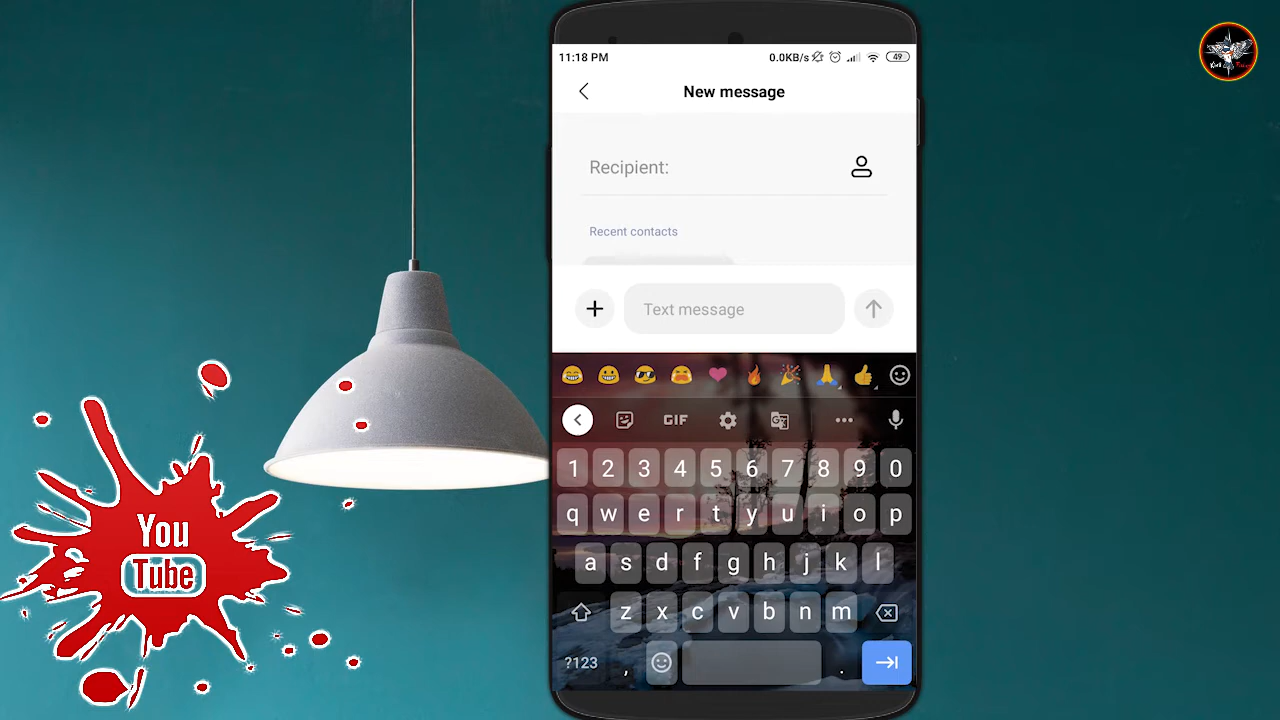 11:18 PM 0.0KB/s 49
New message
Recipient:
Recent contacts
Text message
GIF
1 2 3 4 5 6 7 8 9 0
q w e r t y u i o p
a s d f g h j k l
z x c v b n m
?123 , .
You
Tube